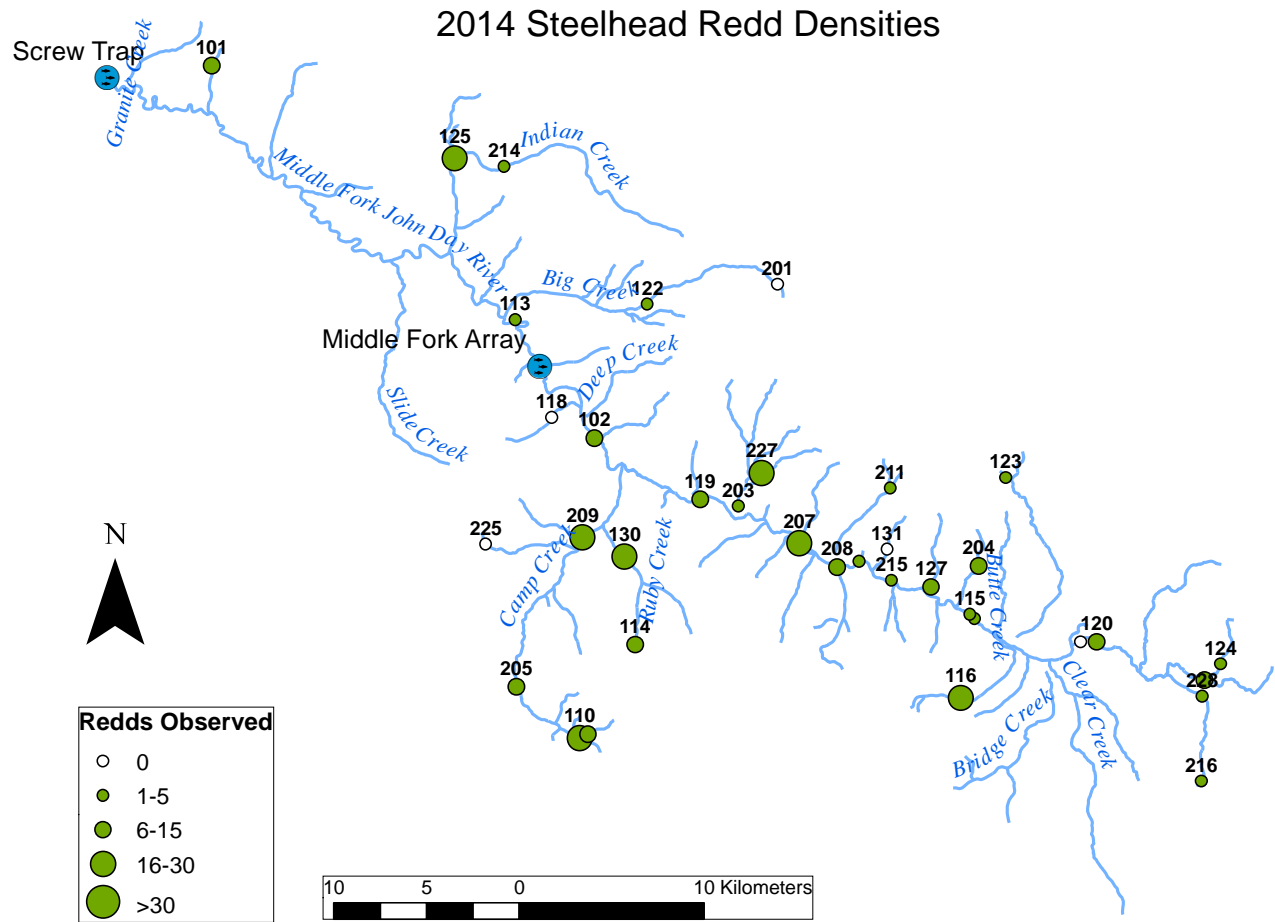 2014 Steelhead Redd Densities
Screw Trap
101
Granite Creek
125
214
Indian Creek
Middle Fork John Day River
201
Big Creek
122
113
Middle Fork Array
Deep Creek
118
Slide Creek
102
227
211
123
119
203
225
209
130
207
131
204
208
215
127
Camp Creek
Ruby Creek
Butte Creek
115
114
120
124
205
116
Clear Creek
228
Bridge Creek
110
216
N
Redds Observed
0
1-5
6-15
16-30
>30
10 5 0 10 Kilometers